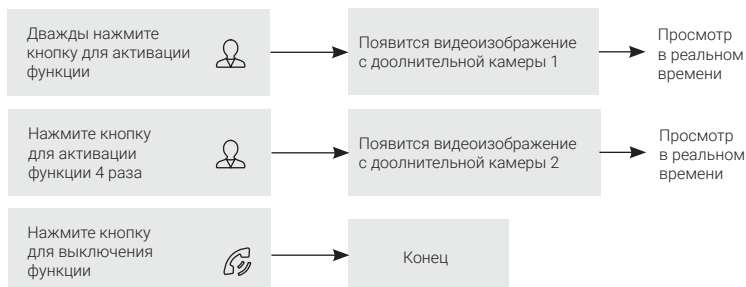 Дважды нажмите
кнопку для активации
функции
Появится видеоизображение
с доолнительной камеры 1
Просмотр
в реальном
времени
Нажмите кнопку
для активации
функции 4 раза
Появится видеоизображение
с доолнительной камеры 2
Просмотр
в реальном
времени
Нажмите кнопку
для выключения
функции
Конец